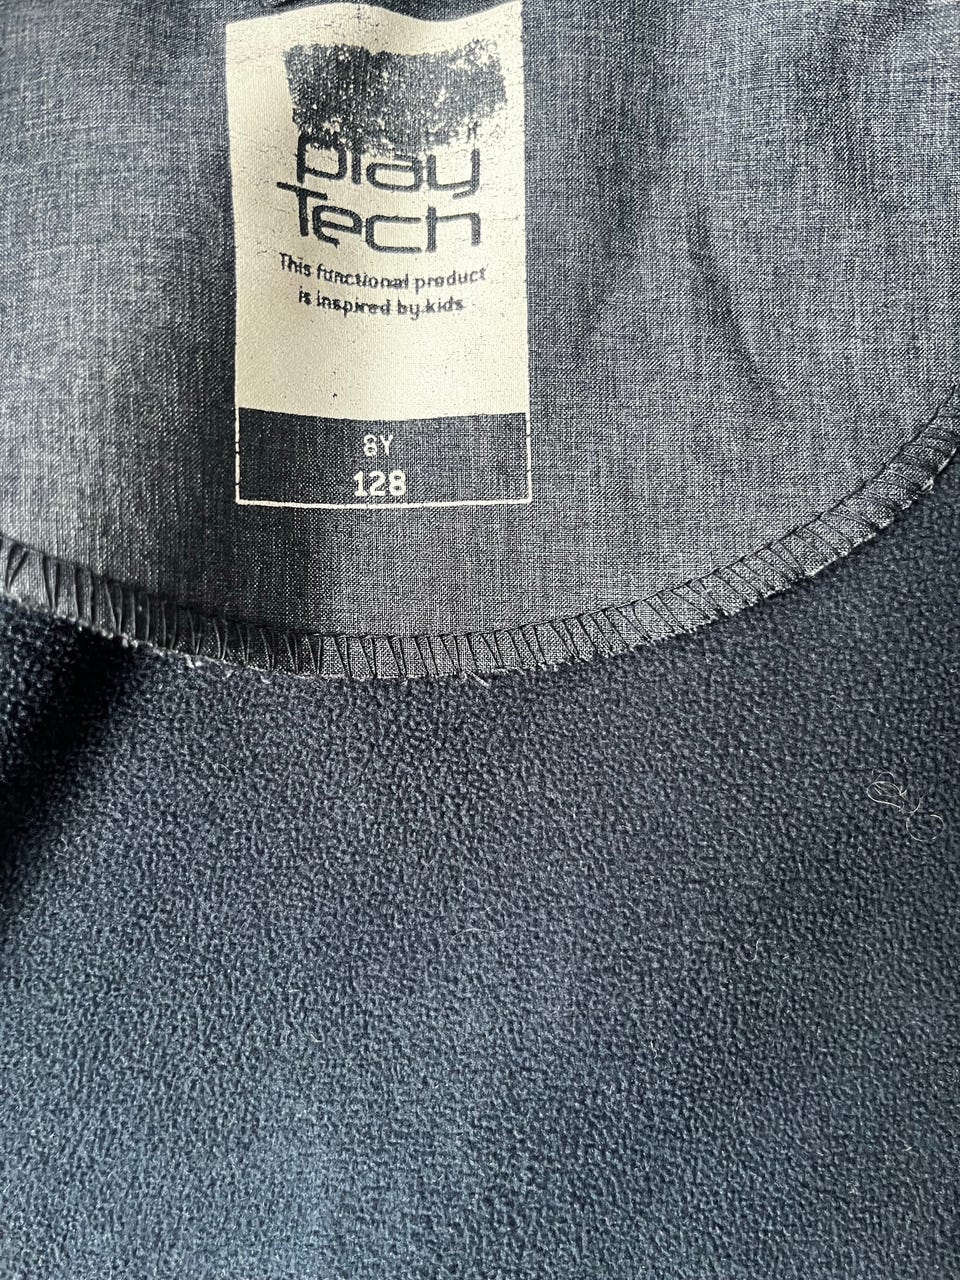 play
Tech
This functional product
is inspired by kids
8Y
128